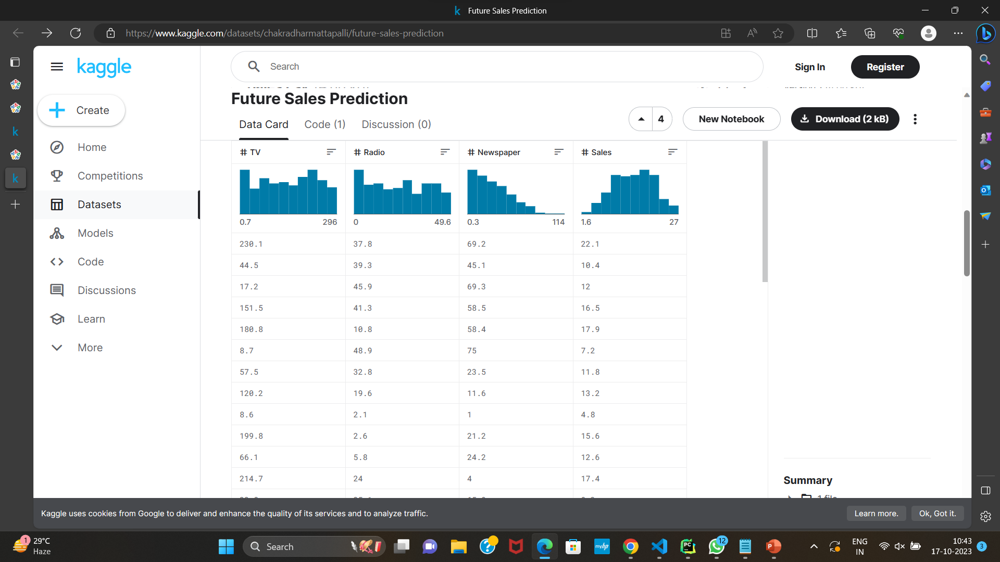 Future Sales Prediction
https://www.kaggle.com/datasets/chakradharmattapalli/future-sales-prediction
kaggle
Search
Sign In
Register
Create
Home
Competitions
Datasets
Models
Code
Discussions
Learn
More
Future Sales Prediction
Data Card Code (1) Discussion (0)
4
New Notebook
Download (2 kB)
# TV # Radio # Newspaper # Sales
0.7 296 0 49.6 0.3 114 1.6 27
230.1 37.8 69.2 22.1
44.5 39.3 45.1 10.4
17.2 45.9 69.3 12
151.5 41.3 58.5 16.5
180.8 10.8 58.4 17.9
8.7 48.9 75 7.2
57.5 32.8 23.5 11.8
120.2 19.6 11.6 13.2
8.6 2.1 1 4.8
199.8 2.6 21.2 15.6
66.1 5.8 24.2 12.6
214.7 24 4 17.4
Summary
Kaggle uses cookies from Google to deliver and enhance the quality of its services and to analyze traffic.
Learn more.
Ok, Got it.
1
29°C
Haze
Search
myhp
PC
12
P
ENG
IN
10:43
17-10-2023
3